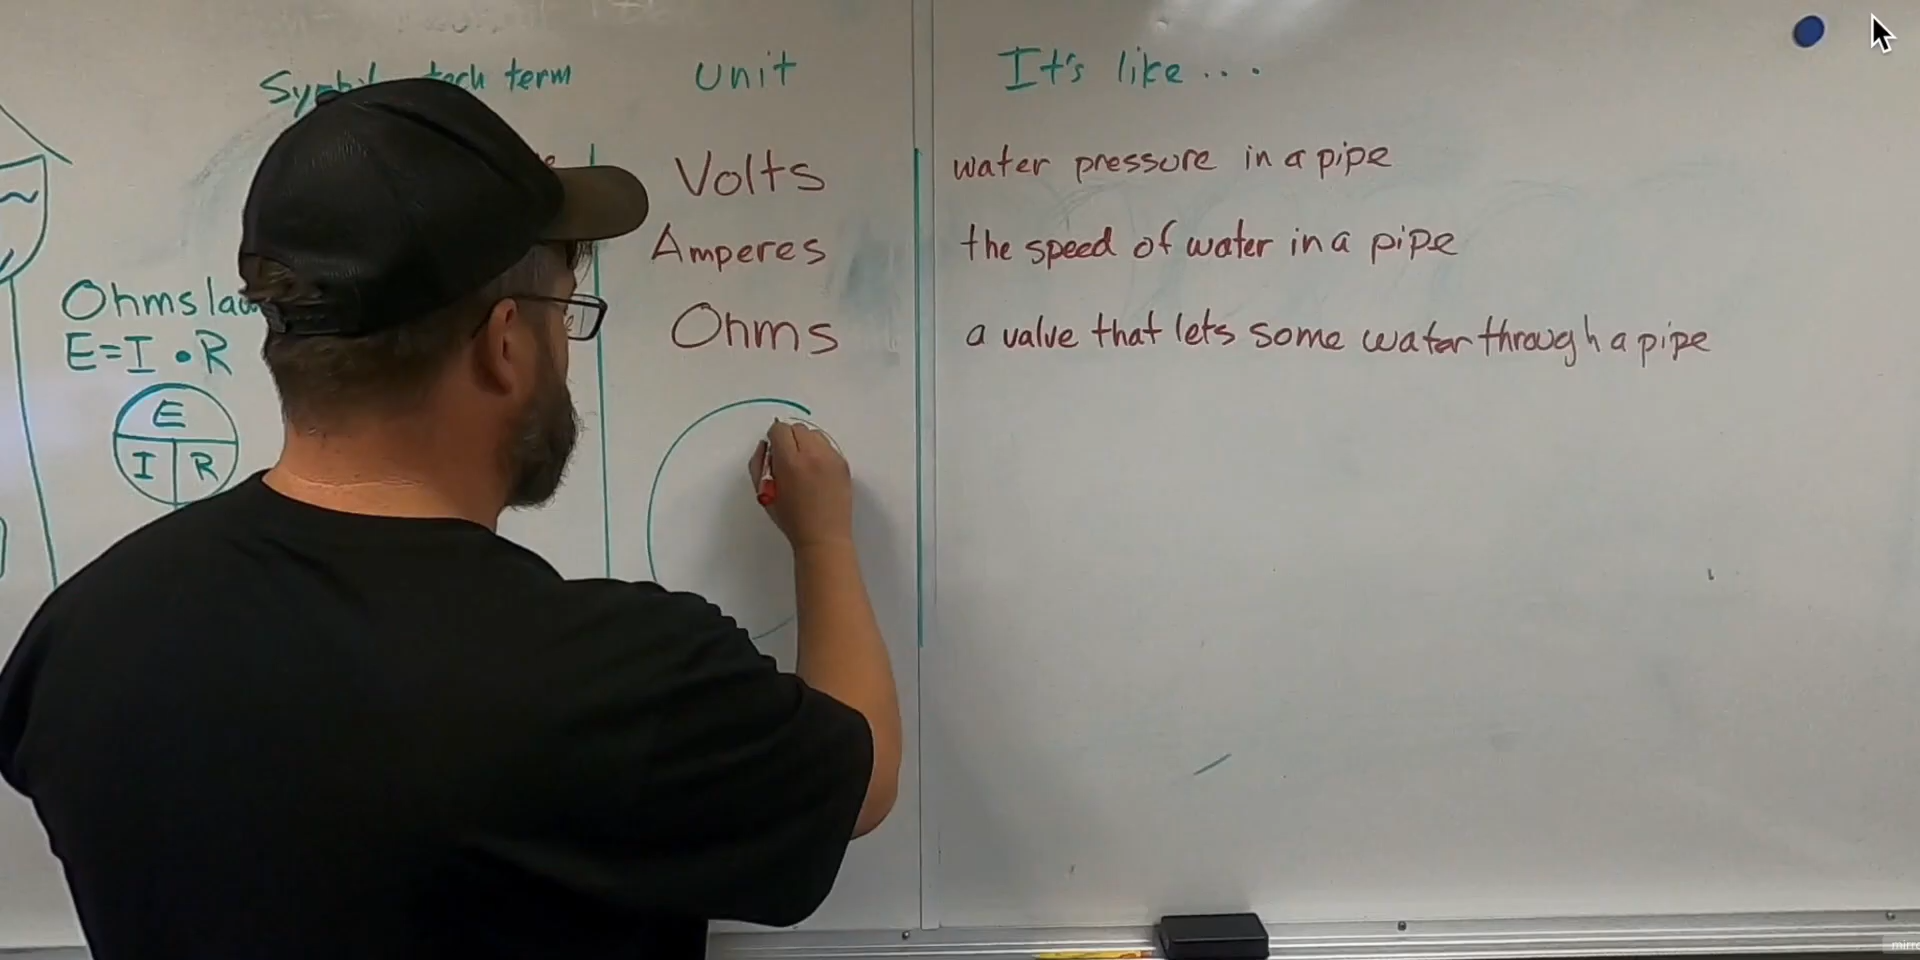 tech term
unit
It's like ...
Volts
water pressure in a pipe
Amperes
the speed of water in a pipe
Ohms law
Ohms
a valve that lets some water through a pipe
E=I•R
E
I R